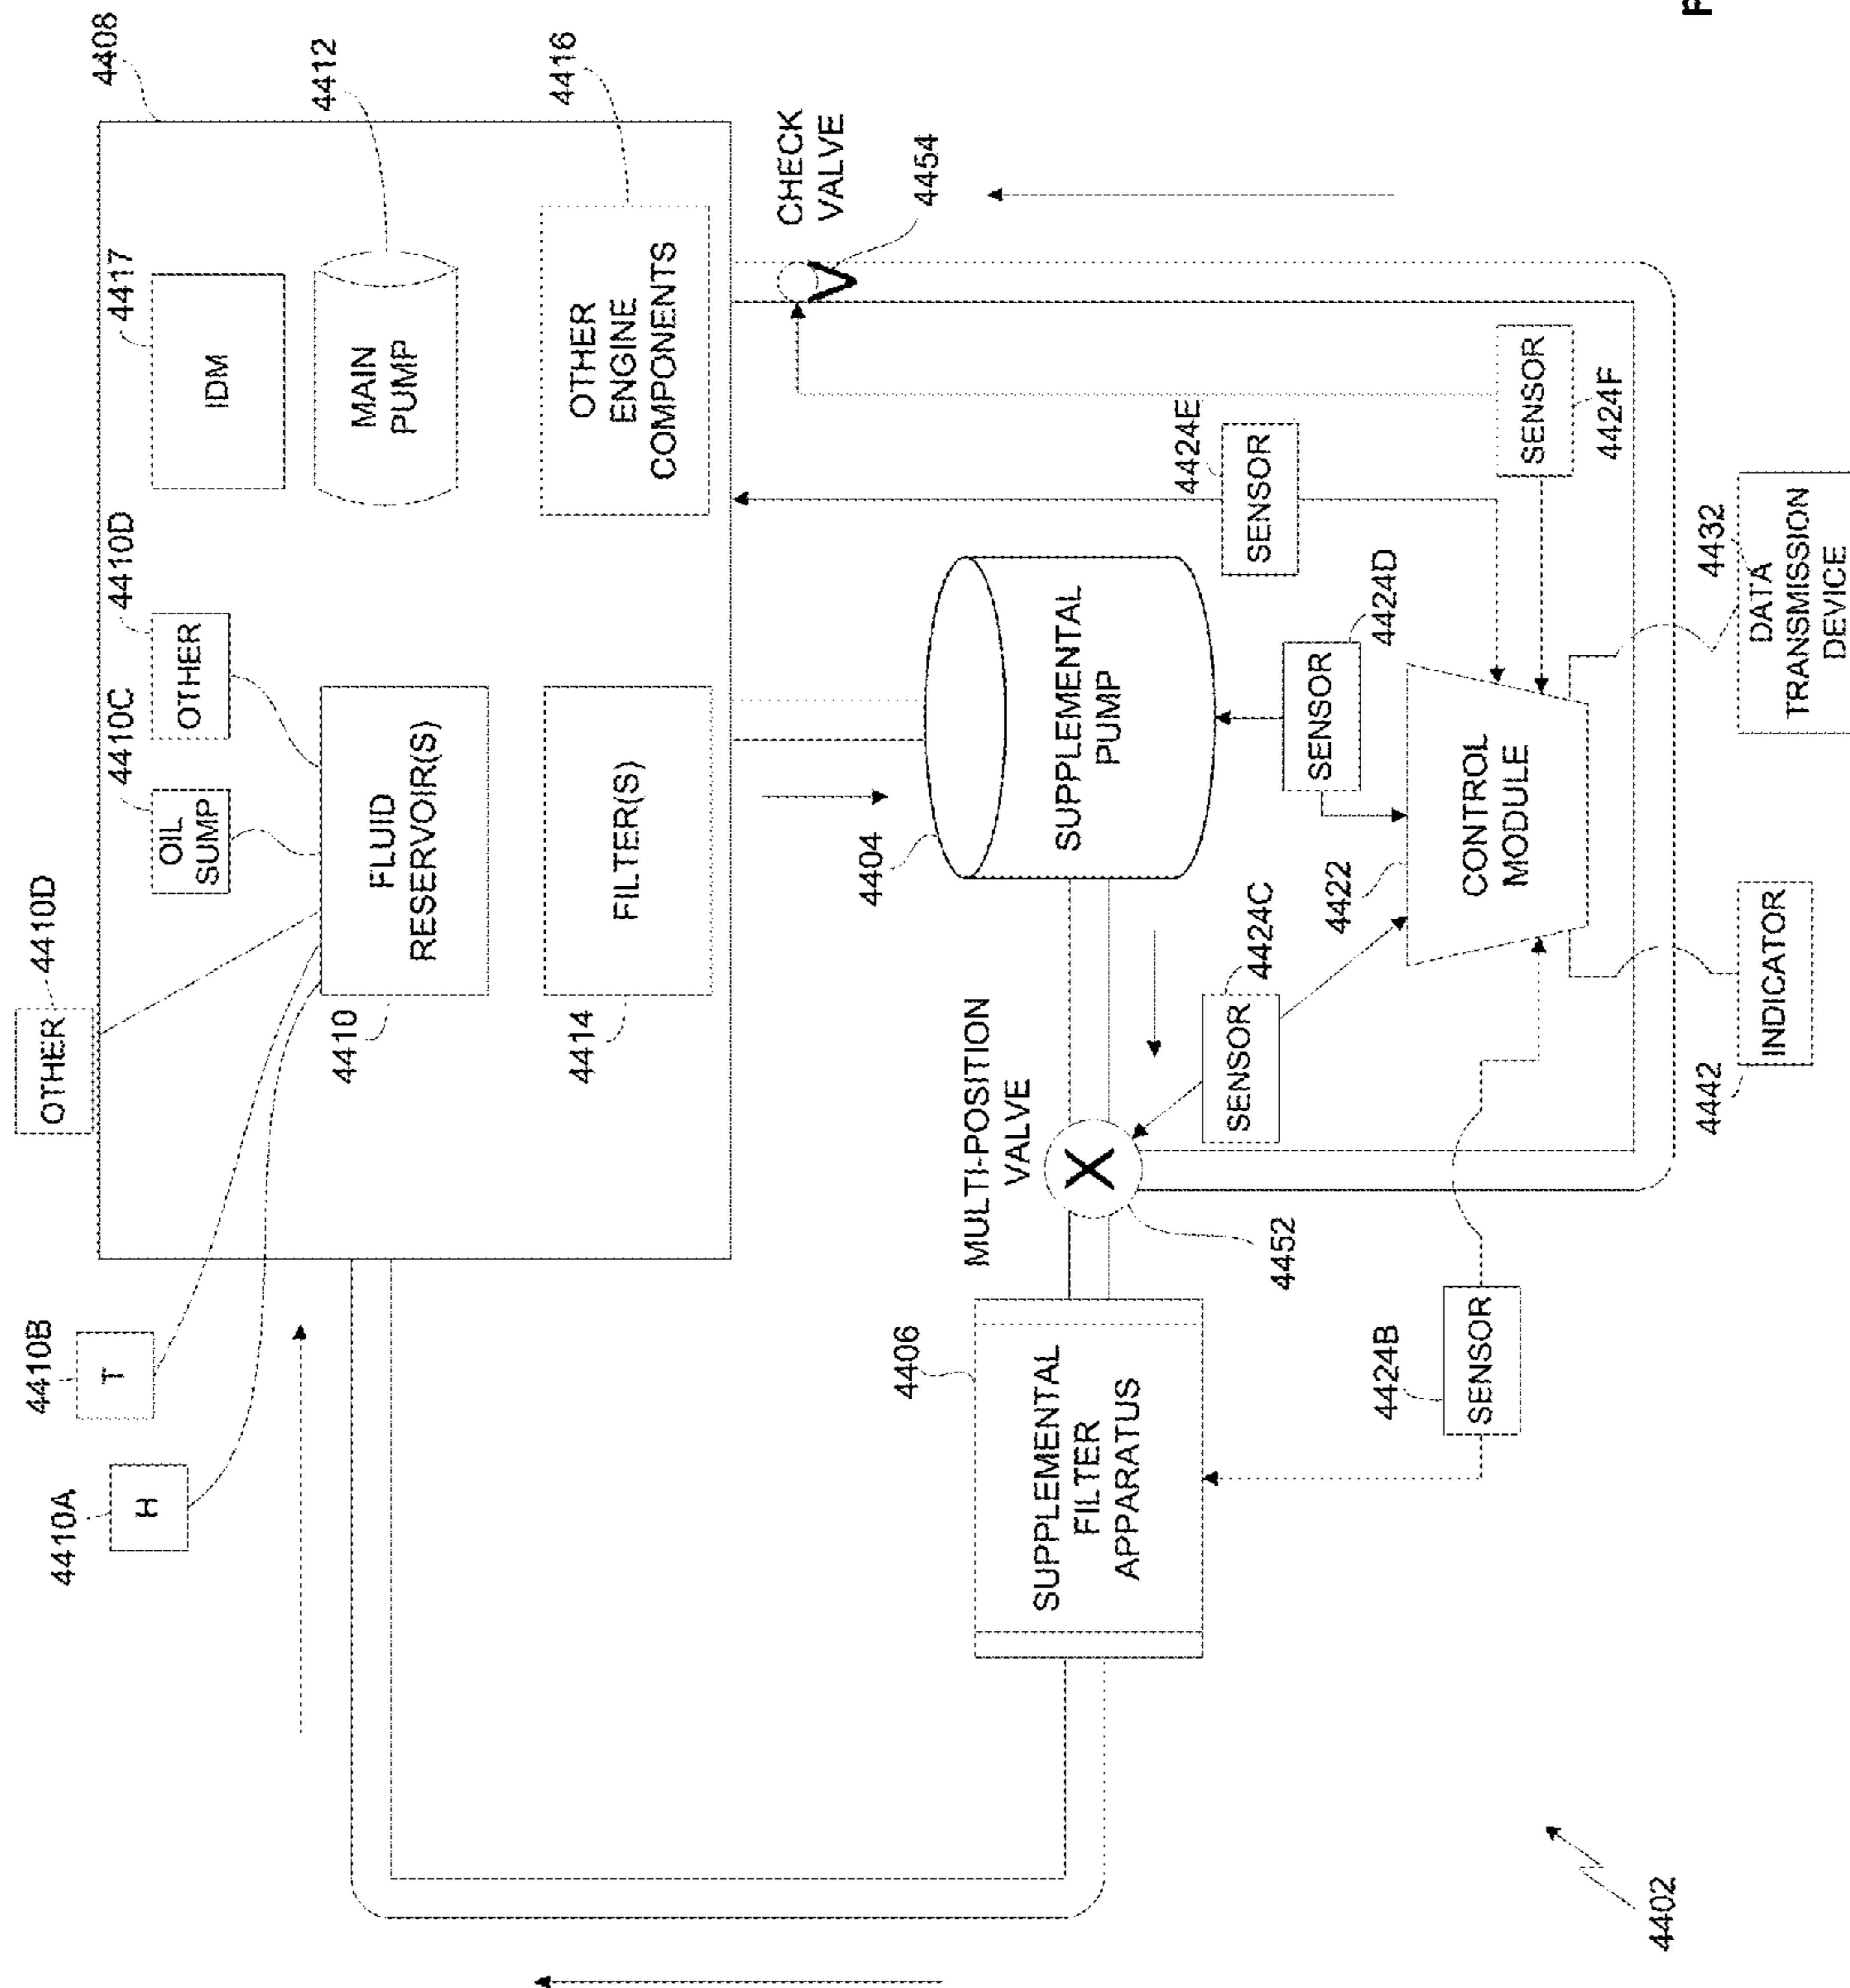 4402
4410A
H
4410B
T
OTHER
4410D
4410C
4410D
4417
4408
OIL
SUMP
OTHER
IDM
4412
FLUID
RESERVOIR(S)
MAIN
PUMP
4410
4416
FILTER(S)
OTHER
ENGINE
COMPONENTS
4414
CHECK
VALVE
4454
4406
SUPPLEMENTAL
FILTER
APPARATUS
MULTI-POSITION
VALVE
4452
4404
SUPPLEMENTAL
PUMP
4424B
SENSOR
4424C
SENSOR
4424D
SENSOR
4424E
SENSOR
SENSOR
4424F
4422
CONTROL
MODULE
4442
INDICATOR
4432
DATA
TRANSMISSION
DEVICE